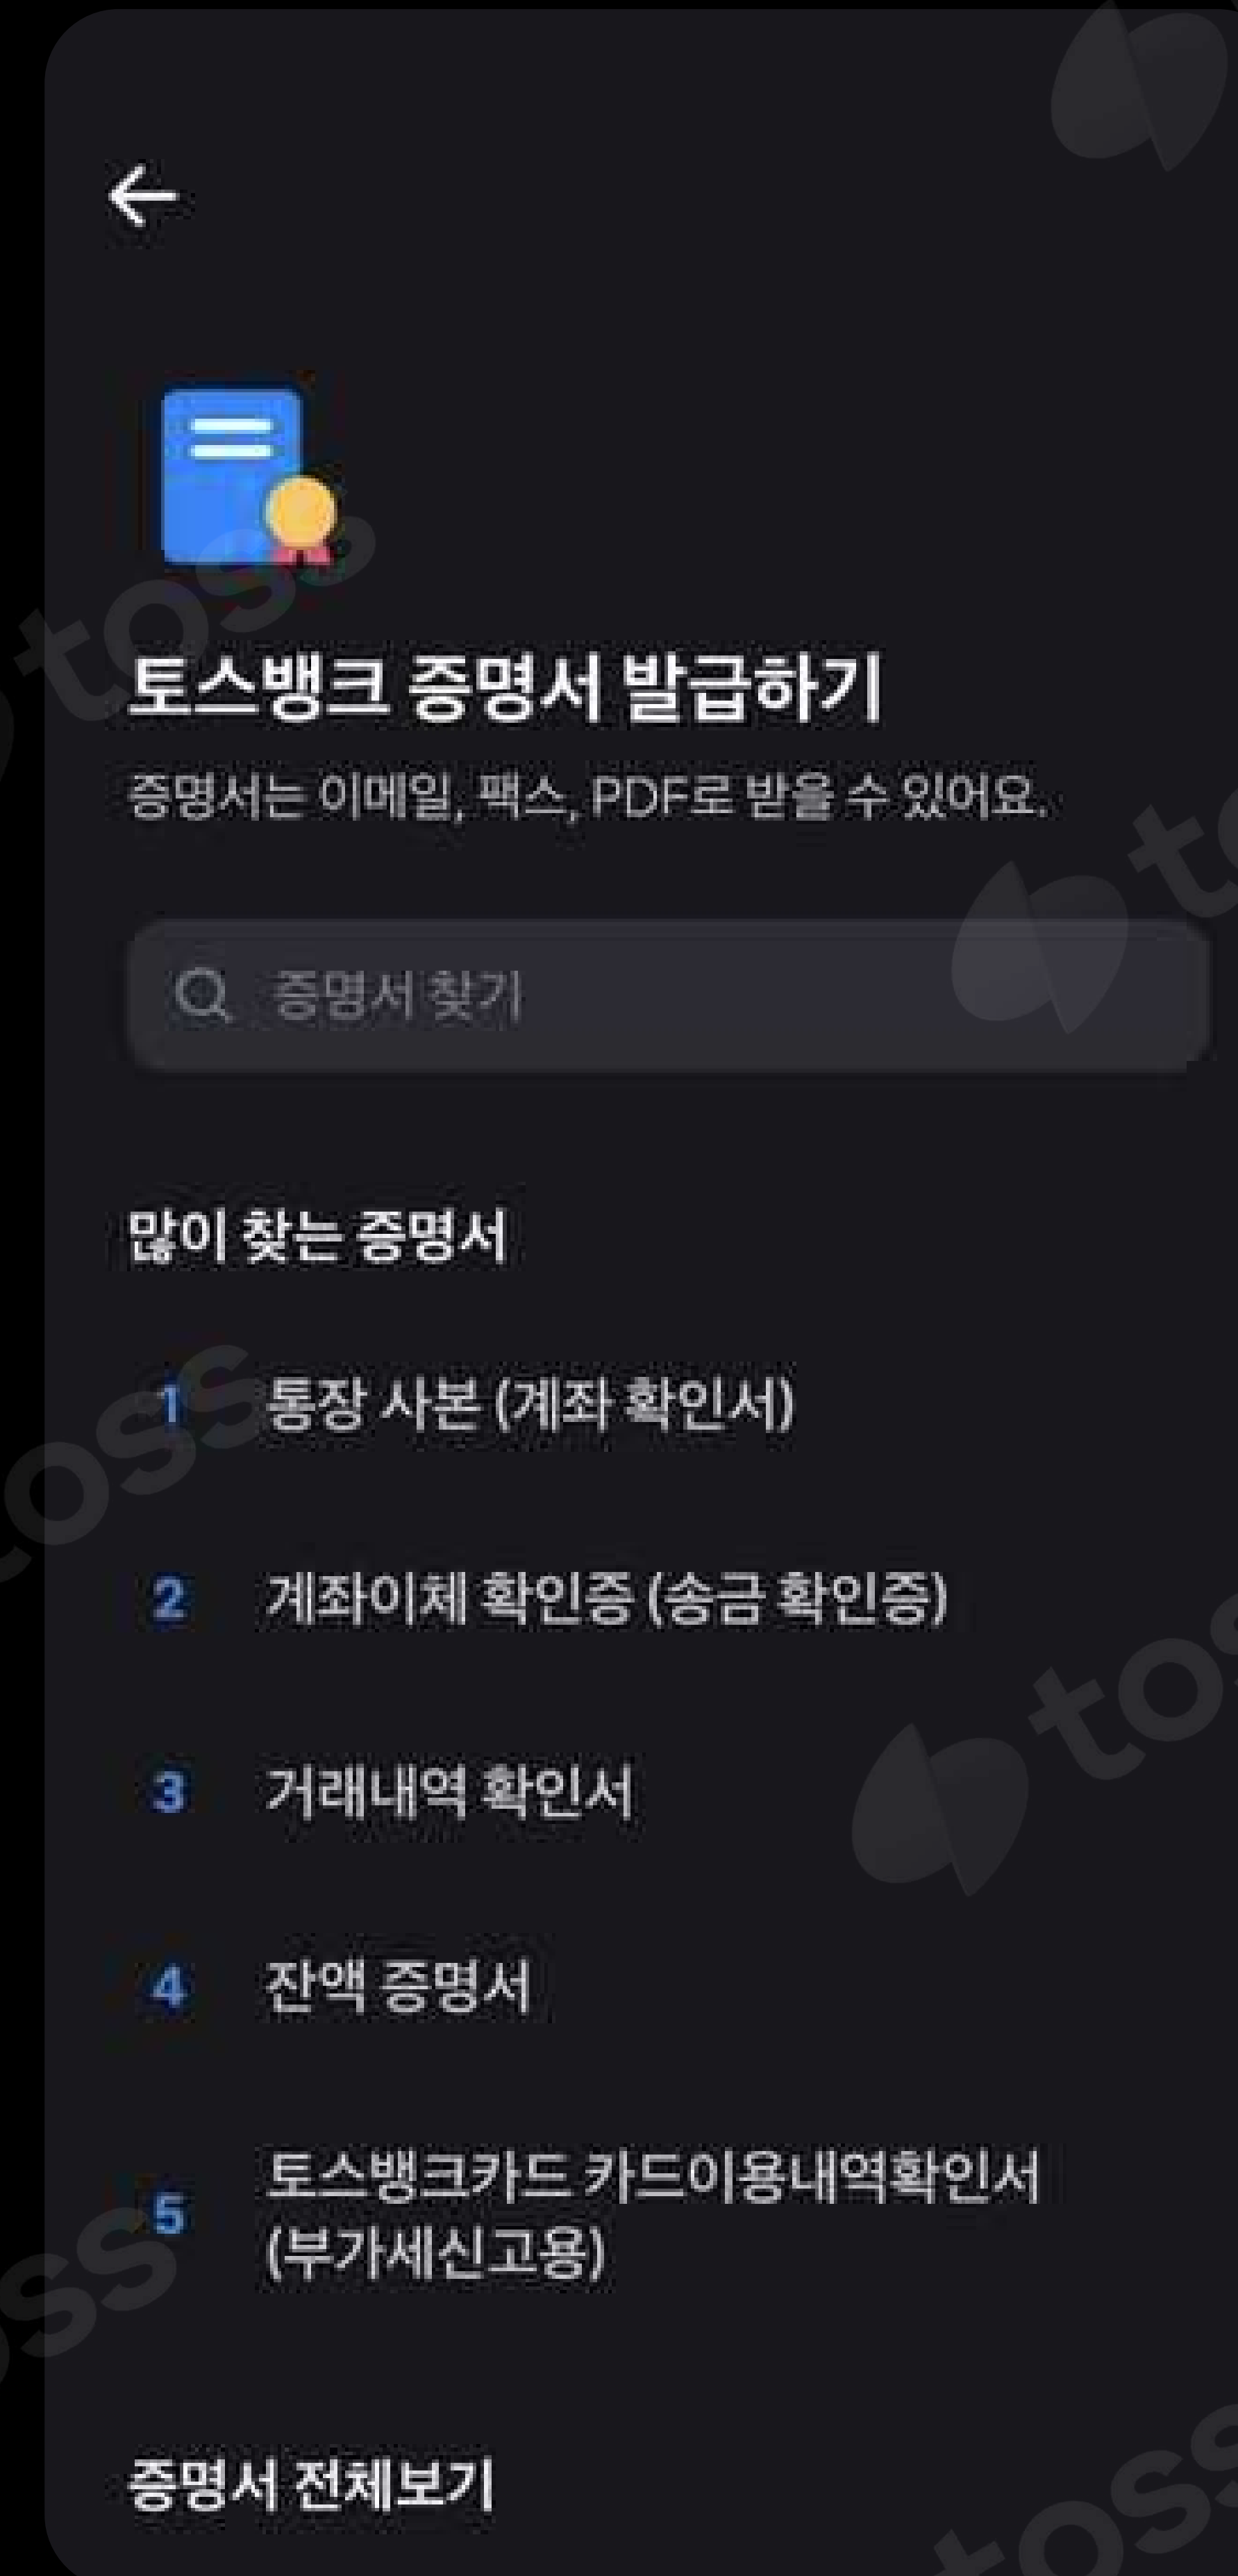 토스뱅크 증명서 발급하기
증명서는 이메일, 팩스, PDF로 받을 수 있어요.
toss
증명서 찾기
많이 찾는 증명서
1 통장 사본 (계좌 확인서)
toss
2 계좌이체 확인증 (송금 확인증)
3 거래내역 확인서
4 잔액 증명서
5 토스뱅크카드 카드이용내역확인서
(부가세신고용)
증명서 전체보기
toss